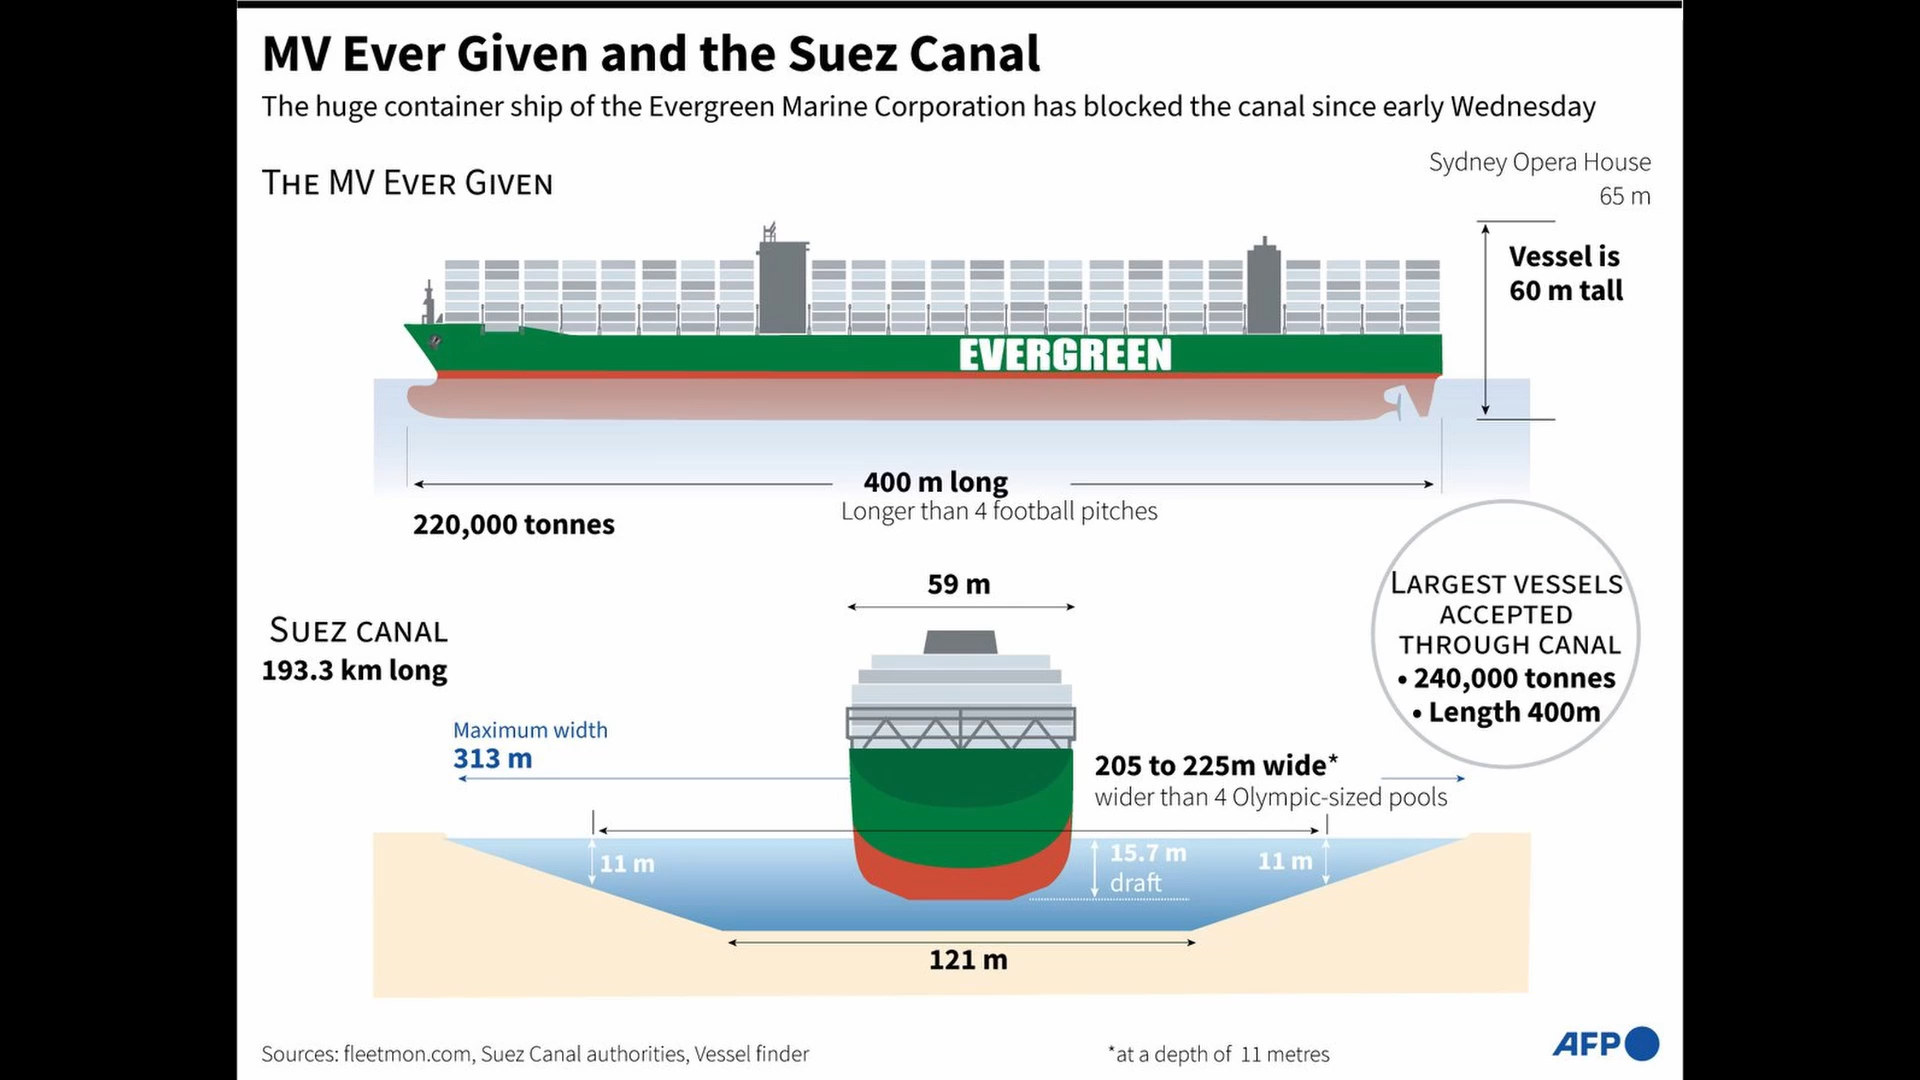 MV Ever Given and the Suez Canal
The huge container ship of the Evergreen Marine Corporation has blocked the canal since early Wednesday
THE MV EVER GIVEN
Sydney Opera House
65 m
Vessel is
60 m tall
EVERGREEN
400 m long
Longer than 4 football pitches
220,000 tonnes
59 m
LARGEST VESSELS
ACCEPTED
THROUGH CANAL
• 240,000 tonnes
• Length 400m
SUEZ CANAL
193.3 km long
Maximum width
313 m
205 to 225m wide*
wider than 4 Olympic-sized pools
11 m
15.7 m
draft
11 m
121 m
Sources: fleetmon.com, Suez Canal authorities, Vessel finder
*at a depth of 11 metres
AFP